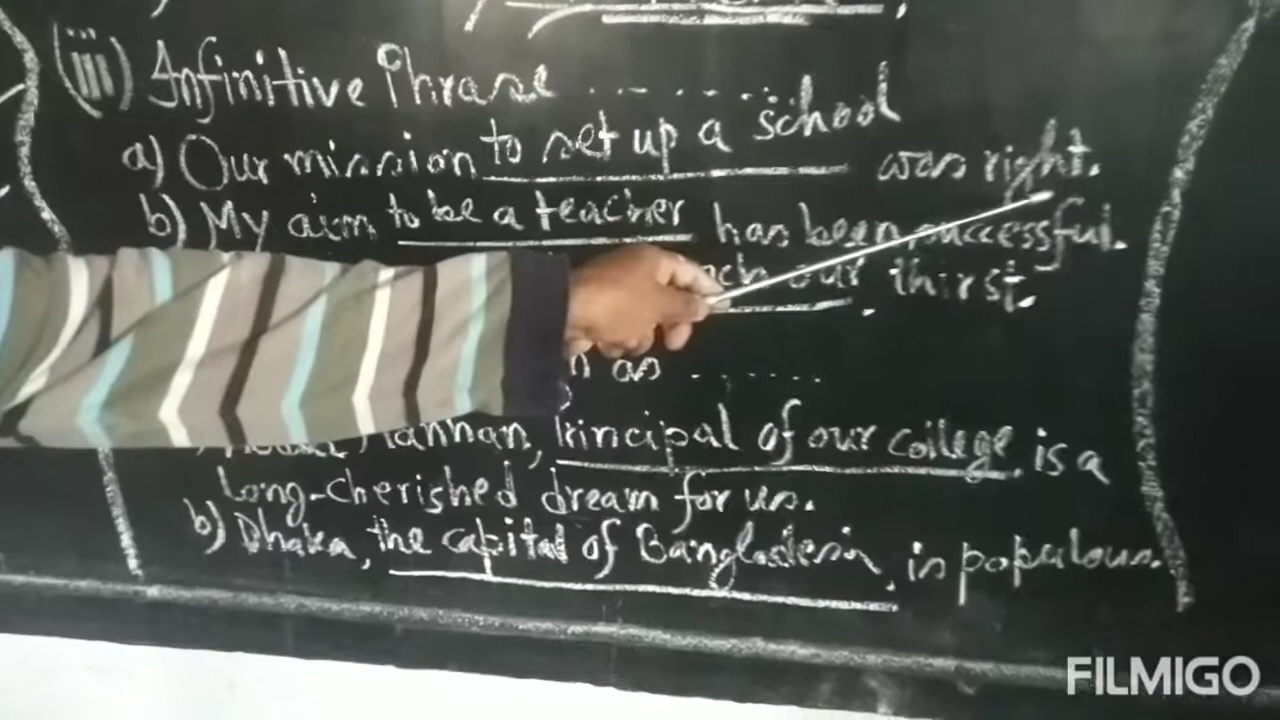 (iii) Infinitive Phrase ........
a) Our mission to set up a school was right.
b) My aim to be a teacher has been successful.
our thirst.
as .......
Mannan, Principal of our college, is a
long-cherished dream for us.
b) Dhaka, the capital of Bangladesh, is populous.
FILMIGO